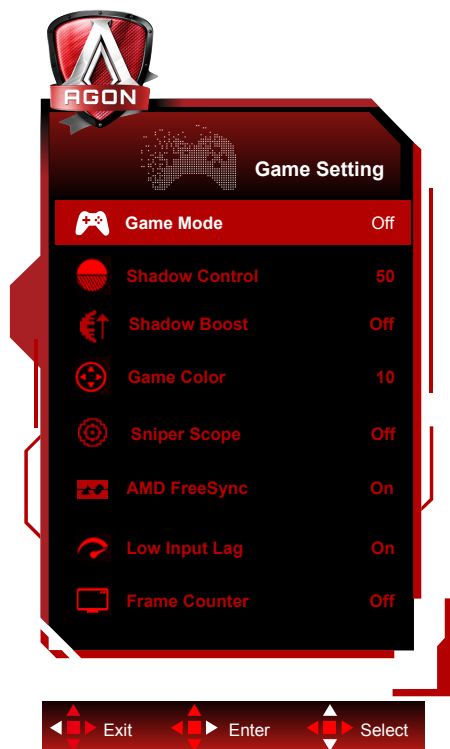 AGON
Game Setting
Game Mode Off
Shadow Control 50
Shadow Boost Off
Game Color 10
Sniper Scope Off
AMD FreeSync On
Low Input Lag On
Frame Counter Off
Exit Enter Select